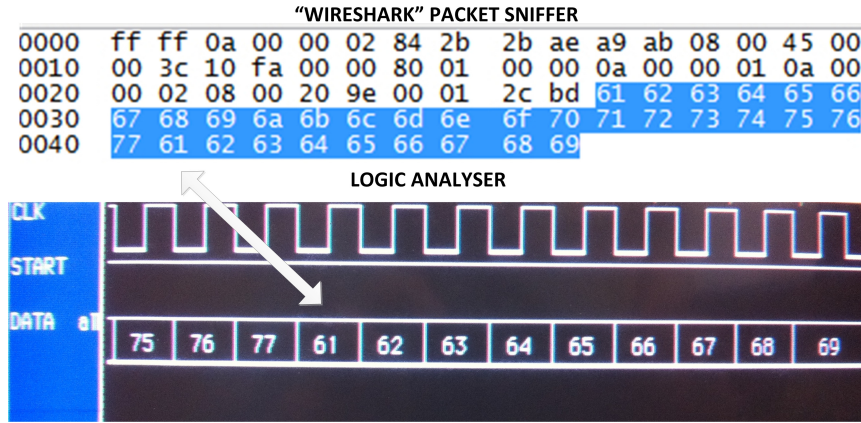 “WIRESHARK” PACKET SNIFFER
0000 ff ff 0a 00 00 02 84 2b 2b ae a9 ab 08 00 45 00
0010 00 3c 10 fa 00 00 80 01 00 00 0a 00 00 01 0a 00
0020 00 02 08 00 20 9e 00 01 2c bd 61 62 63 64 65 66
0030 67 68 69 6a 6b 6c 6d 6e 6f 70 71 72 73 74 75 76
0040 77 61 62 63 64 65 66 67 68 69
LOGIC ANALYSER
CLK
START
DATA all 75 76 77 61 62 63 64 65 66 67 68 69